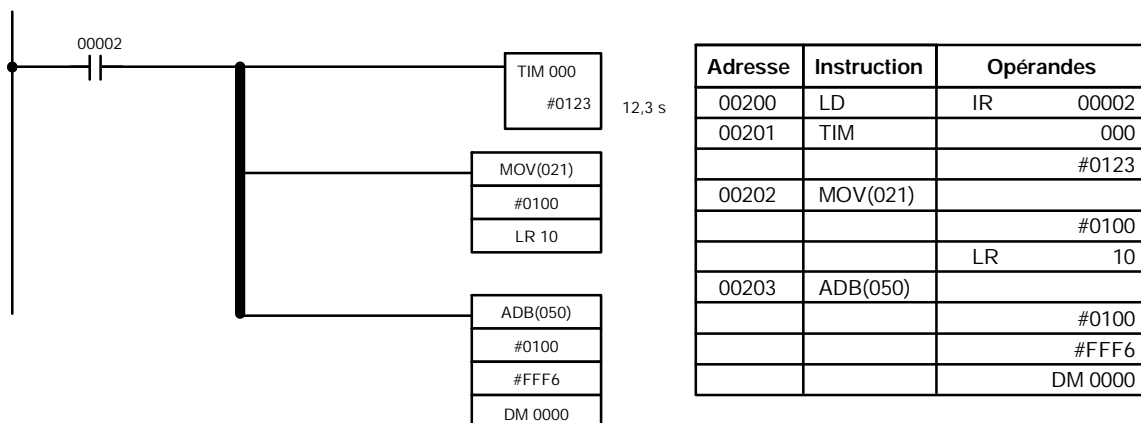 00002
TIM 000
#0123
12,3 s
MOV(021)
#0100
LR 10
ADB(050)
#0100
#FFF6
DM 0000
Adresse Instruction Opérandes
00200 LD IR 00002
00201 TIM 000
#0123
00202 MOV(021)
#0100
LR 10
00203 ADB(050)
#0100
#FFF6
DM 0000